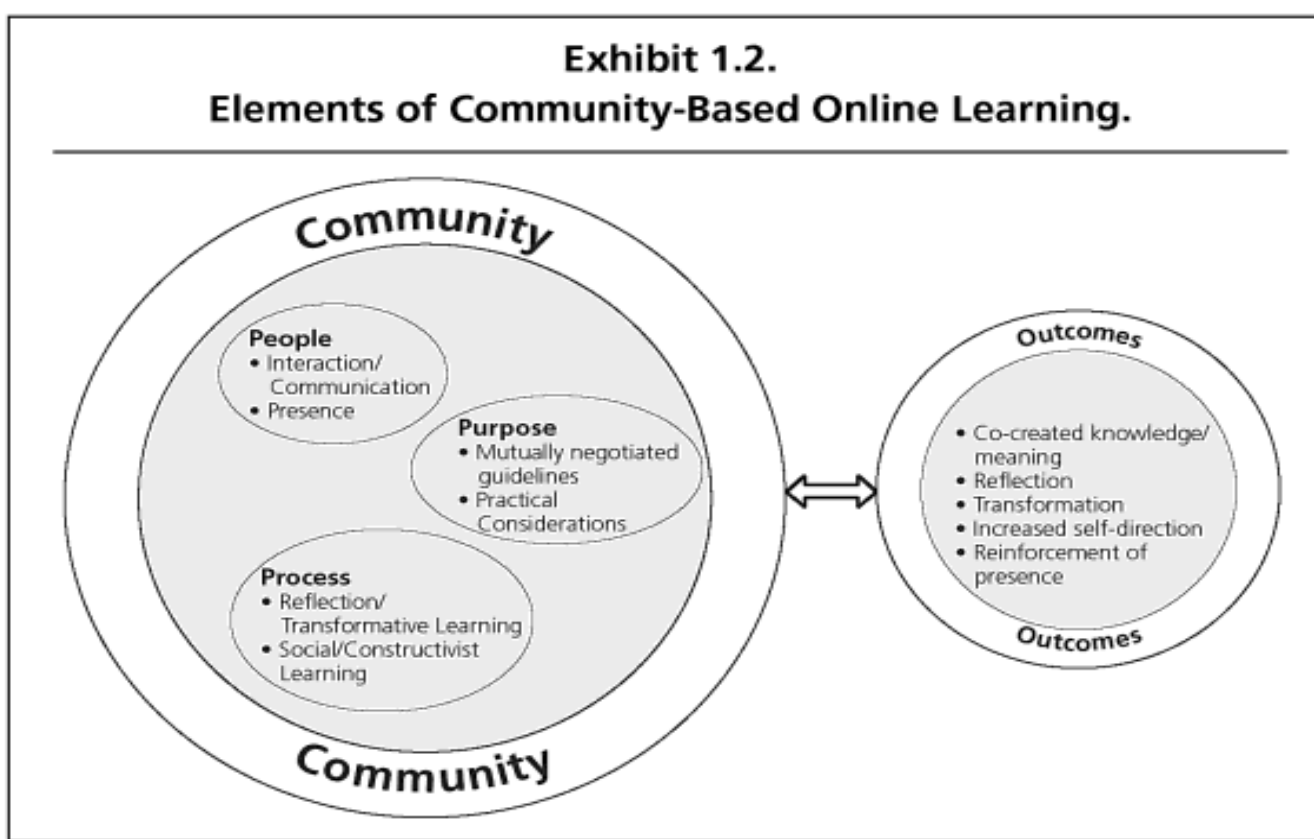 Exhibit 1.2.
Elements of Community-Based Online Learning.
Community
People
• Interaction/
Communication
• Presence
Purpose
• Mutually negotiated
guidelines
• Practical
Considerations
Process
• Reflection/
Transformative Learning
• Social/Constructivist
Learning
Community
Outcomes
• Co-created knowledge/
meaning
• Reflection
• Transformation
• Increased self-direction
• Reinforcement of
presence
Outcomes